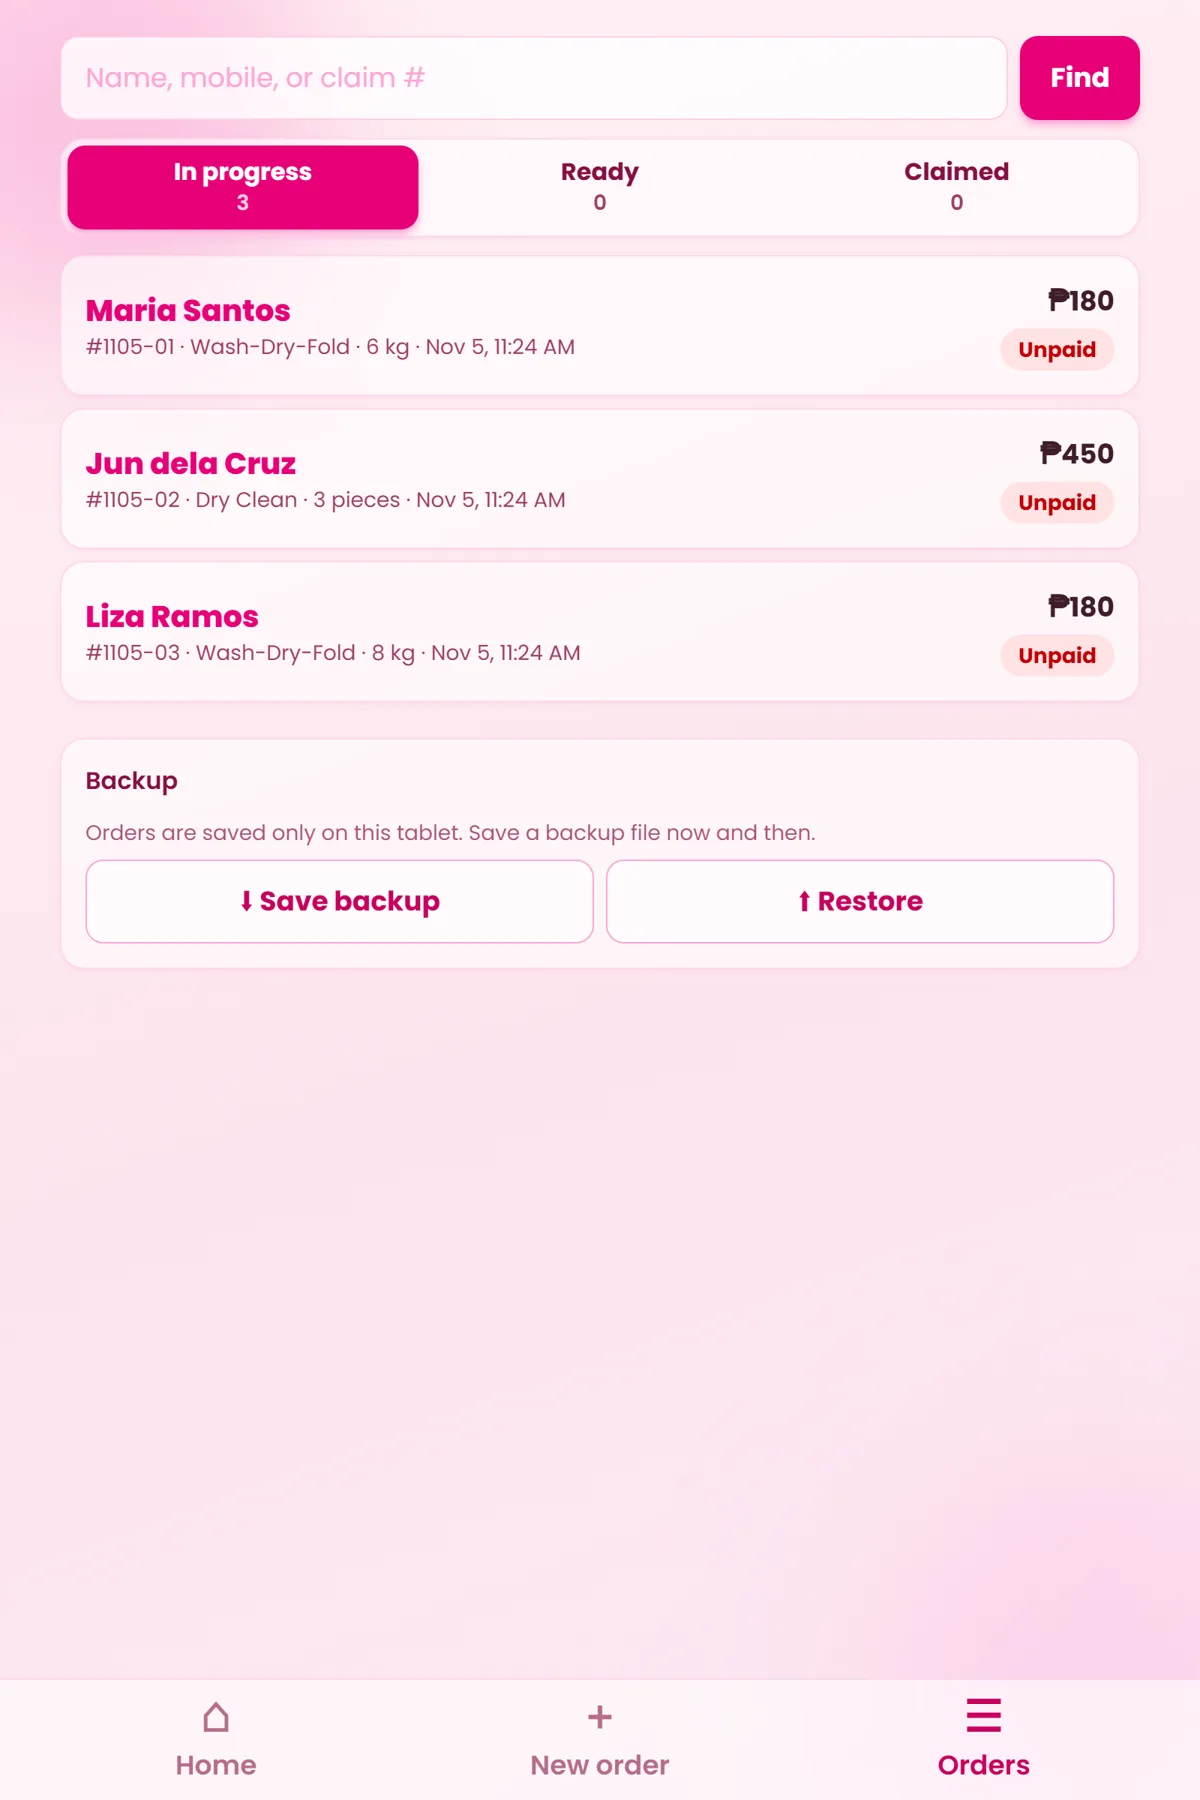 Name, mobile, or claim #
Find
In progress
3
Ready
0
Claimed
0
Maria Santos
#1105-01 · Wash-Dry-Fold · 6 kg · Nov 5, 11:24 AM
₱180
Unpaid
Jun dela Cruz
#1105-02 · Dry Clean · 3 pieces · Nov 5, 11:24 AM
₱450
Unpaid
Liza Ramos
#1105-03 · Wash-Dry-Fold · 8 kg · Nov 5, 11:24 AM
₱180
Unpaid
Backup
Orders are saved only on this tablet. Save a backup file now and then.
⬇ Save backup
⬆ Restore
Home
+
New order
Orders